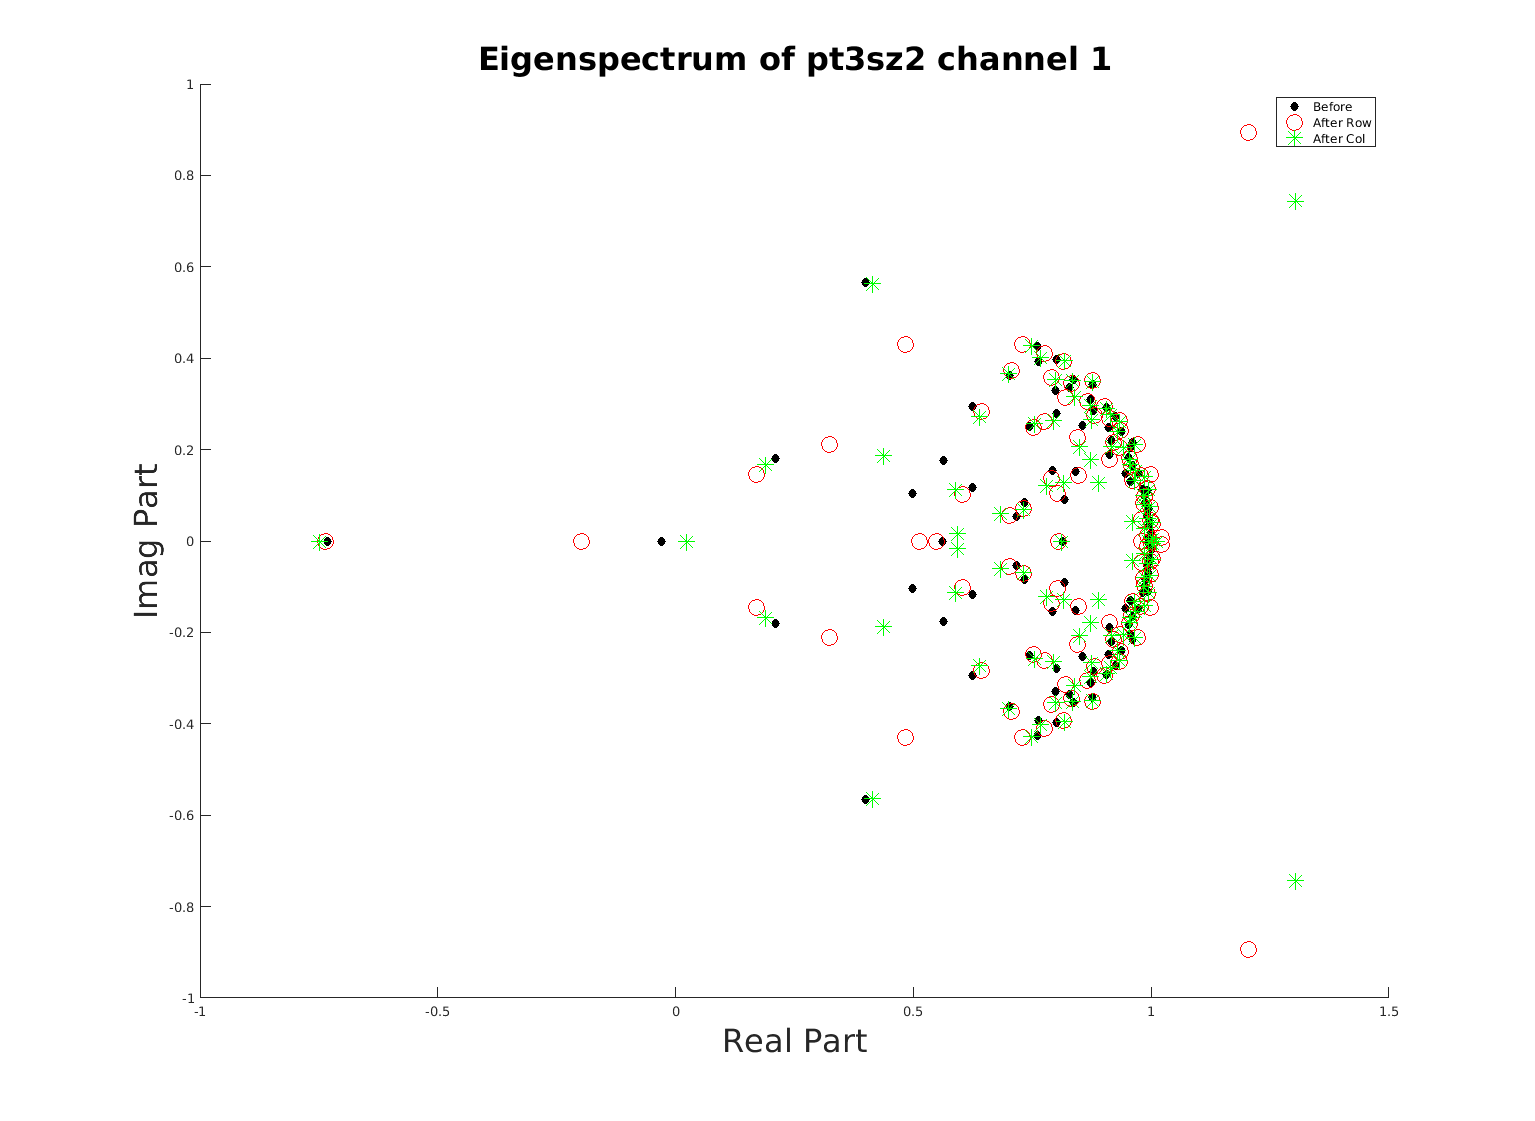 Eigenspectrum of pt3sz2 channel 1
Before
After Row
After Col
1
0.8
0.6
0.4
0.2
0
-0.2
-0.4
-0.6
-0.8
-1
Imag Part
-1
-0.5
0
0.5
1
1.5
Real Part